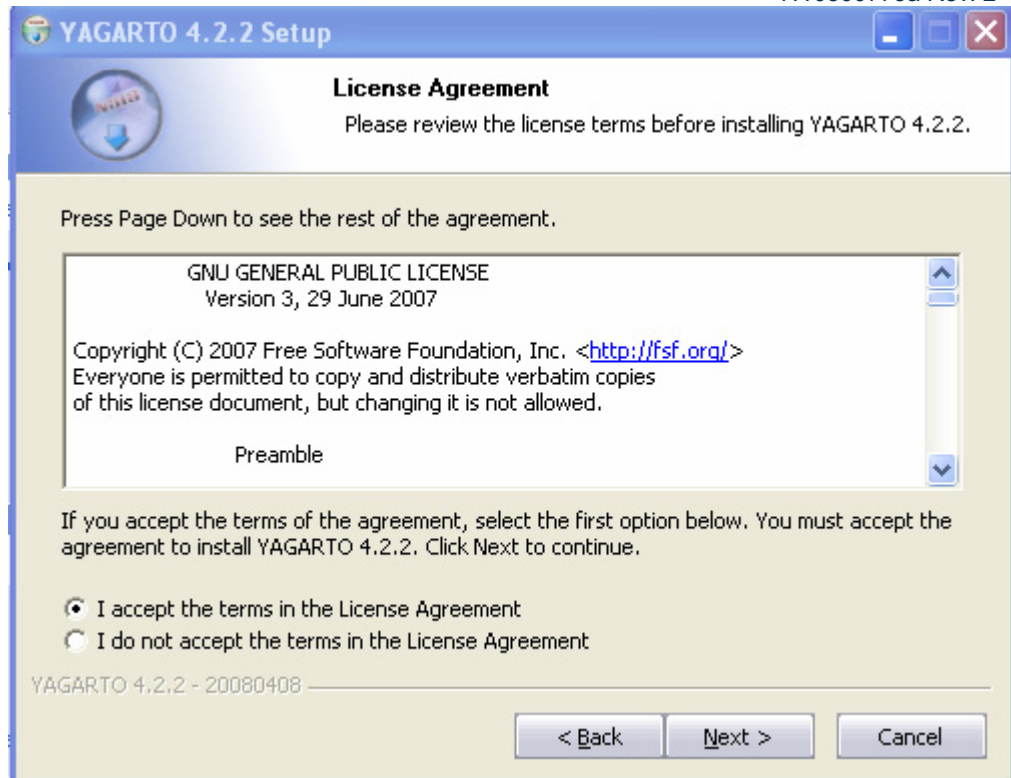 YAGARTO 4.2.2 Setup
License Agreement
Please review the license terms before installing YAGARTO 4.2.2.
Press Page Down to see the rest of the agreement.
GNU GENERAL PUBLIC LICENSE
Version 3, 29 June 2007
Copyright (C) 2007 Free Software Foundation, Inc. <http://fsf.org/>
Everyone is permitted to copy and distribute verbatim copies
of this license document, but changing it is not allowed.
Preamble
If you accept the terms of the agreement, select the first option below. You must accept the
agreement to install YAGARTO 4.2.2. Click Next to continue.
I accept the terms in the License Agreement
I do not accept the terms in the License Agreement
YAGARTO 4.2.2 - 20080408
< Back Next > Cancel